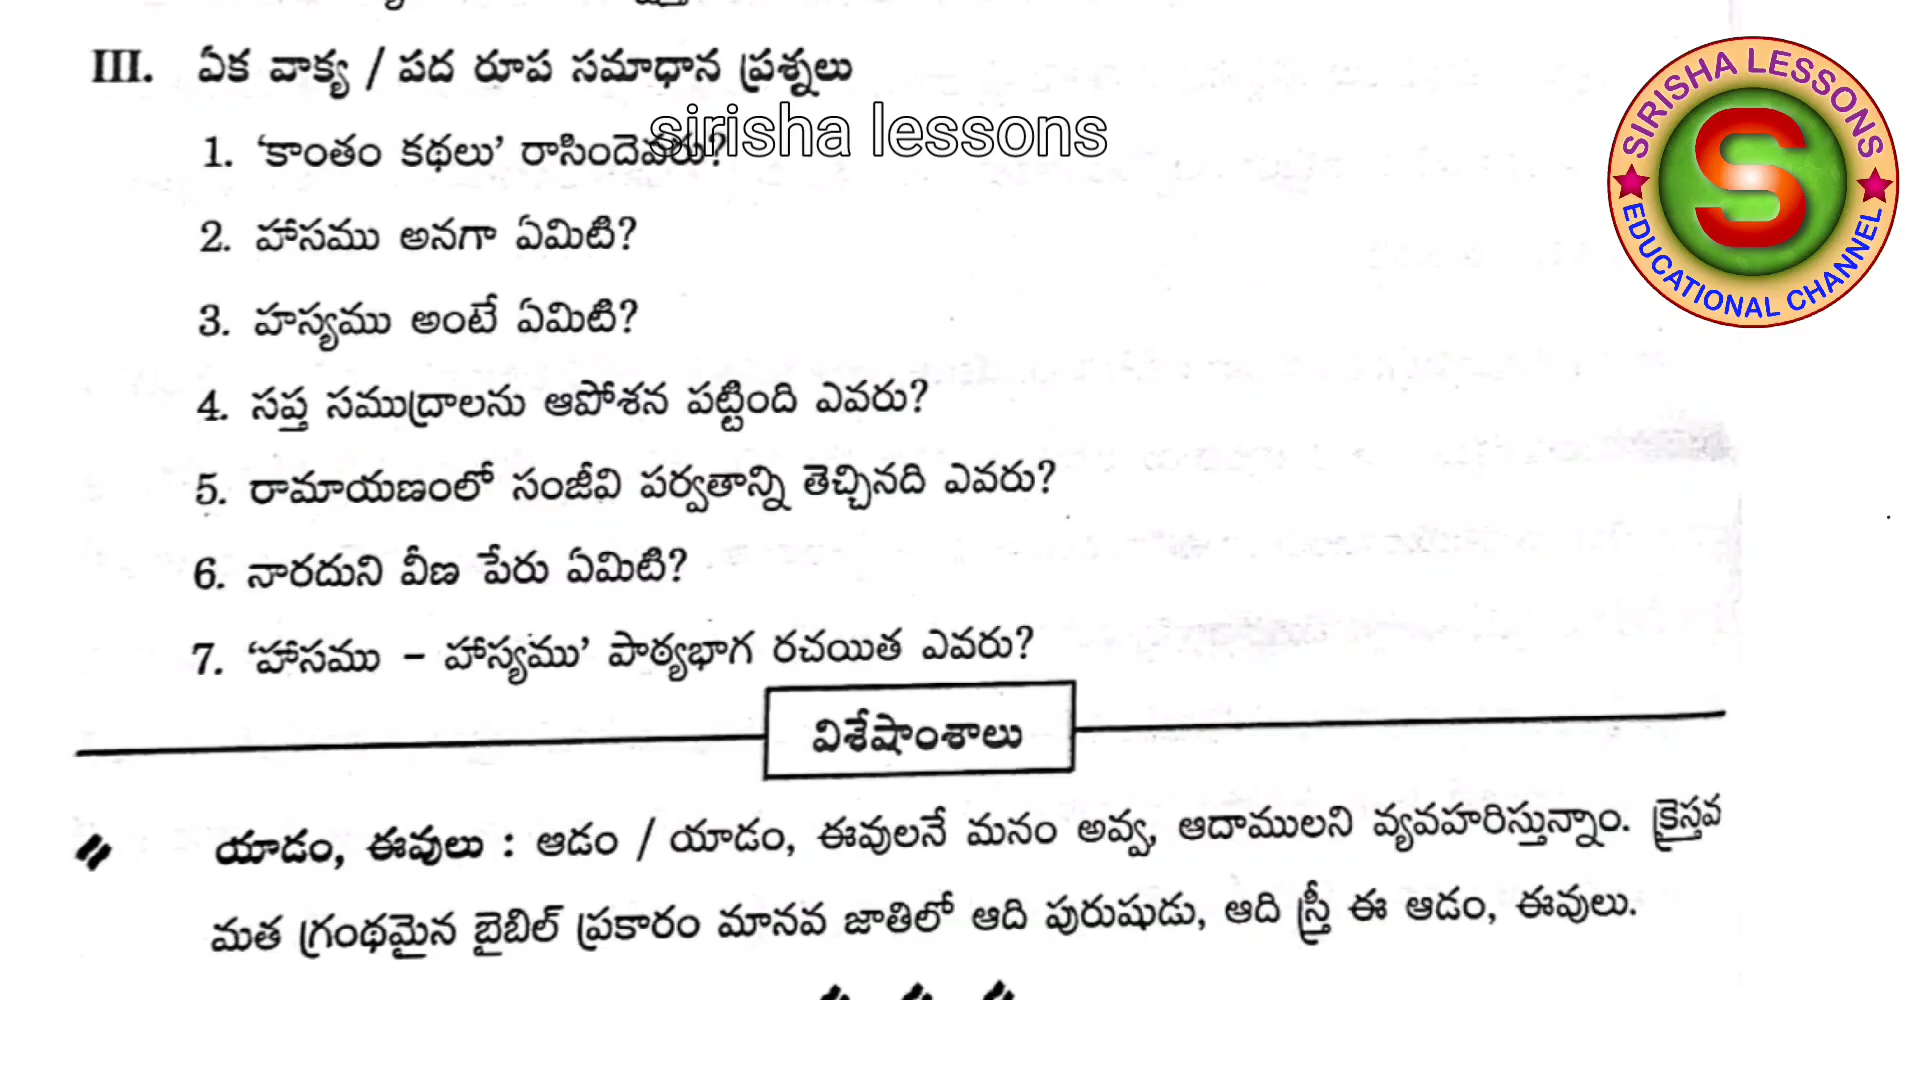 III. ఏక వాక్య / పద రూప సమాధాన ప్రశ్నలు
sirisha lessons
1. ‘కాంతం కథలు’ రాసిందెవరు?
2. హాసము అనగా ఏమిటి?
3. హాస్యము అంటే ఏమిటి?
4. సప్త సముద్రాలను ఆపోశన పట్టింది ఎవరు?
5. రామాయణంలో సంజీవి పర్వతాన్ని తెచ్చినది ఎవరు?
6. నారదుని వీణ పేరు ఏమిటి?
7. ‘హాసము – హాస్యము’ పాఠ్యభాగ రచయిత ఎవరు?
విశేషాంశాలు
యాడం, ఈవులు : ఆడం / యాడం, ఈవులనే మనం అవ్వ, ఆదాములని వ్యవహరిస్తున్నాం. క్రైస్తవ
మత గ్రంథమైన బైబిల్ ప్రకారం మానవ జాతిలో ఆది పురుషుడు, ఆది స్త్రీ ఈ ఆడం, ఈవులు.
SIRISHA LESSONS
S
EDUCATIONAL CHANNEL